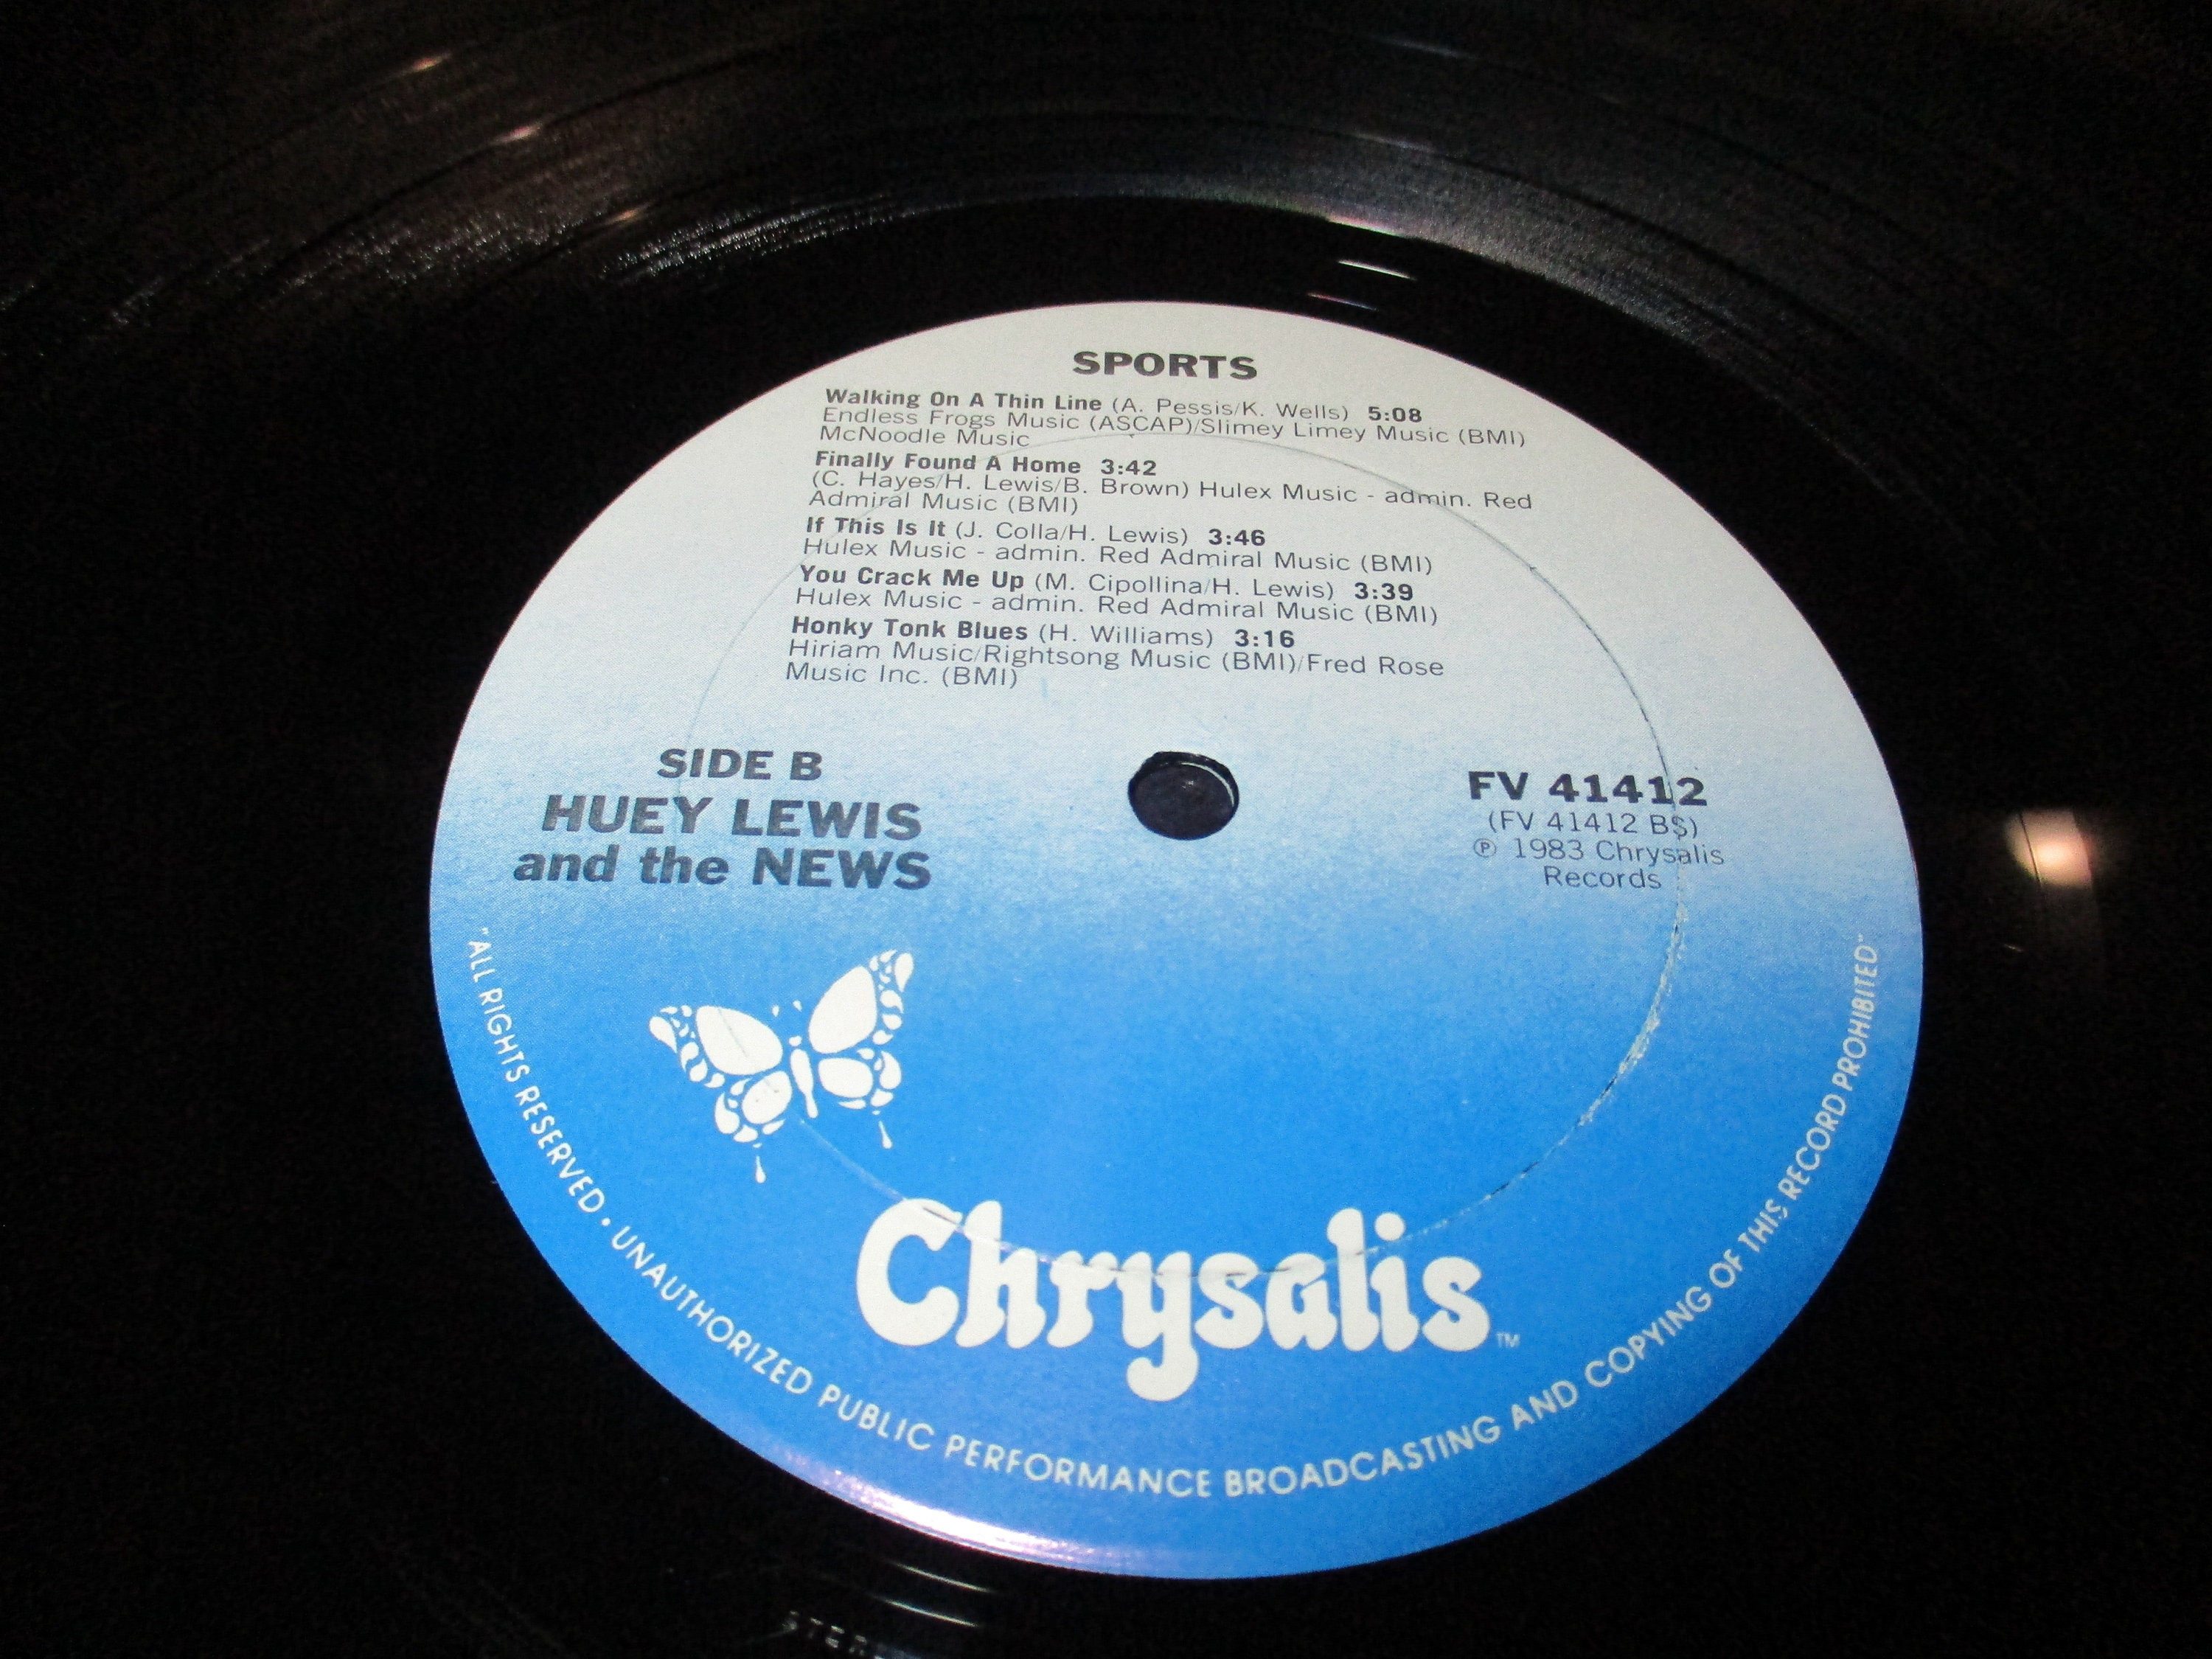 SPORTS
Walking On A Thin Line (A. Pessis/K. Wells) 5:08
Endless Frogs Music (ASCAP)/Slimey Limey Music (BMI)
McNoodle Music
Finally Found A Home 3:42
(C. Hayes/H. Lewis/B. Brown) Hulex Music - admin. Red
Admiral Music (BMI)
If This Is It (J. Colla/H. Lewis) 3:46
Hulex Music - admin. Red Admiral Music (BMI)
You Crack Me Up (M. Cipollina/H. Lewis) 3:39
Hulex Music - admin. Red Admiral Music (BMI)
Honky Tonk Blues (H. Williams) 3:16
Hiriam Music/Rightsong Music (BMI)/Fred Rose
Music Inc. (BMI)
SIDE B
HUEY LEWIS
and the NEWS
FV 41412
(FV 41412 BS)
℗ 1983 Chrysalis
Records
Chrysalis™
"ALL RIGHTS RESERVED • UNAUTHORIZED PUBLIC PERFORMANCE BROADCASTING AND COPYING OF THIS RECORD PROHIBITED"